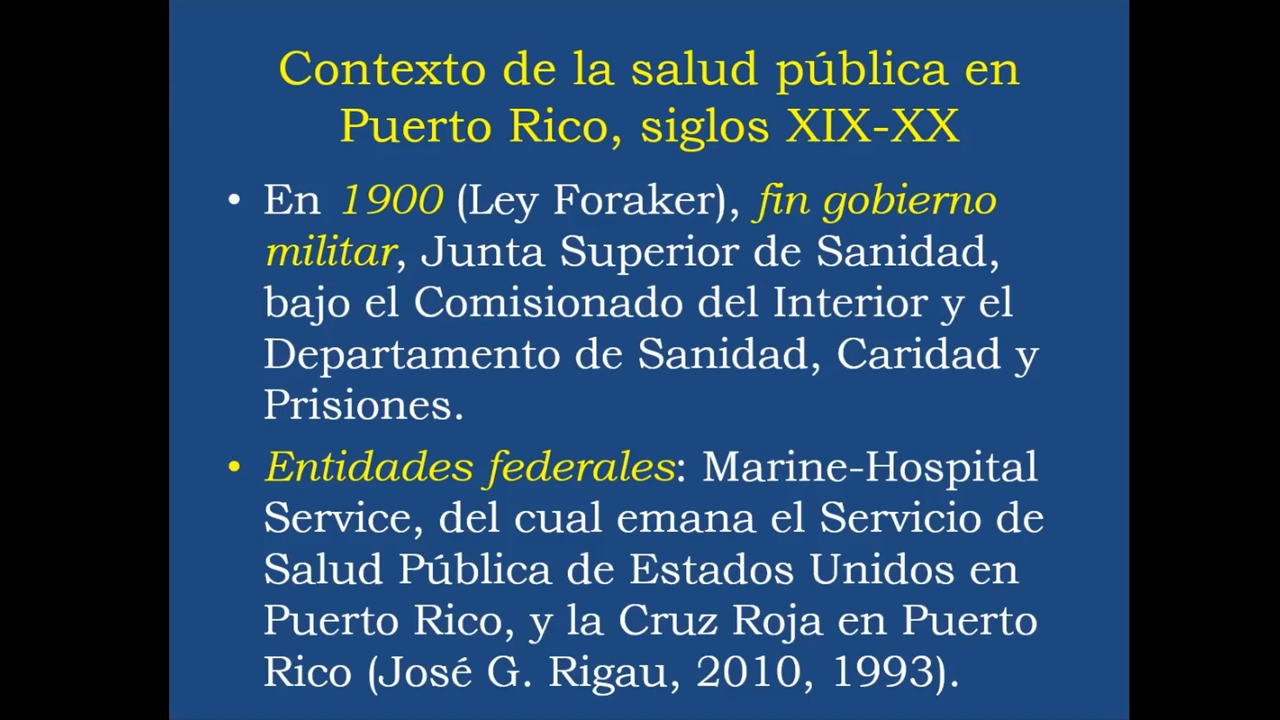 Contexto de la salud pública en
Puerto Rico, siglos XIX-XX
• En 1900 (Ley Foraker), fin gobierno
militar, Junta Superior de Sanidad,
bajo el Comisionado del Interior y el
Departamento de Sanidad, Caridad y
Prisiones.
• Entidades federales: Marine-Hospital
Service, del cual emana el Servicio de
Salud Pública de Estados Unidos en
Puerto Rico, y la Cruz Roja en Puerto
Rico (José G. Rigau, 2010, 1993).